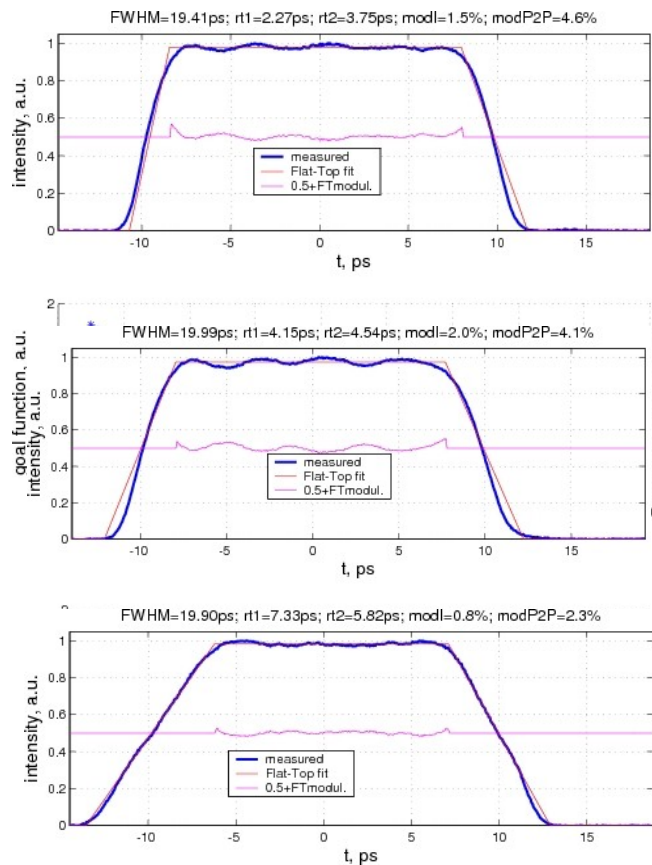 FWHM=19.41ps; rt1=2.27ps; rt2=3.75ps; modI=1.5%; modP2P=4.6%
1
0.8
0.6
0.4
0.2
0
intensity, a.u.
measured
Flat-Top fit
0.5+FTmodul.
-10 -5 0 5 10 15
t, ps
2
FWHM=19.99ps; rt1=4.15ps; rt2=4.54ps; modI=2.0%; modP2P=4.1%
1
0.8
0.6
0.4
0.2
0
goal function, a.u.
intensity, a.u.
measured
Flat-Top fit
0.5+FTmodul.
-10 -5 0 5 10 15
t, ps
FWHM=19.90ps; rt1=7.33ps; rt2=5.82ps; modI=0.8%; modP2P=2.3%
1
0.8
0.6
0.4
0.2
0
intensity, a.u.
measured
Flat-Top fit
0.5+FTmodul.
-10 -5 0 5 10 15
t, ps